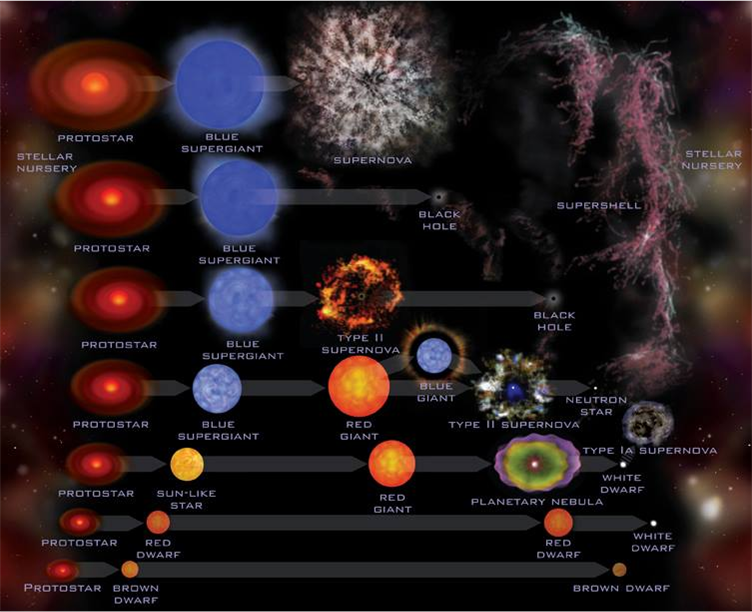 PROTOSTAR
BLUE
SUPERGIANT
SUPERNOVA
STELLAR
NURSERY
STELLAR
NURSERY
PROTOSTAR
BLUE
SUPERGIANT
BLACK
HOLE
SUPERSHELL
PROTOSTAR
BLUE
SUPERGIANT
TYPE II
SUPERNOVA
BLACK
HOLE
PROTOSTAR
BLUE
SUPERGIANT
RED
GIANT
BLUE
GIANT
TYPE II SUPERNOVA
NEUTRON
STAR
TYPE IA SUPERNOVA
PROTOSTAR
SUN-LIKE
STAR
RED
GIANT
PLANETARY NEBULA
WHITE
DWARF
PROTOSTAR
RED
DWARF
RED
DWARF
WHITE
DWARF
PROTOSTAR
BROWN
DWARF
BROWN DWARF